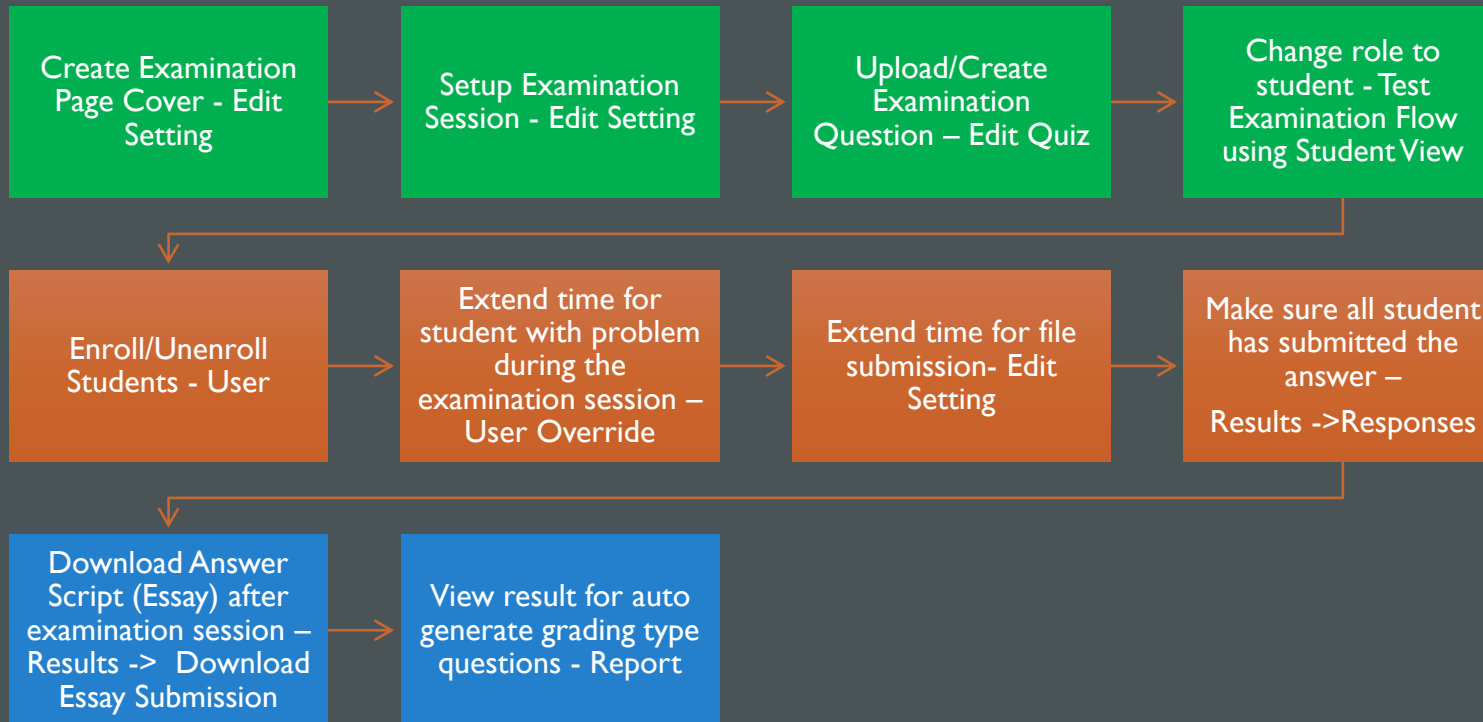 Create Examination
Page Cover - Edit
Setting
Setup Examination
Session - Edit Setting
Upload/Create
Examination
Question – Edit Quiz
Change role to
student - Test
Examination Flow
using Student View
Enroll/Unenroll
Students - User
Extend time for
student with problem
during the
examination session –
User Override
Extend time for file
submission- Edit
Setting
Make sure all student
has submitted the
answer –
Results ->Responses
Download Answer
Script (Essay) after
examination session –
Results -> Download
Essay Submission
View result for auto
generate grading type
questions - Report